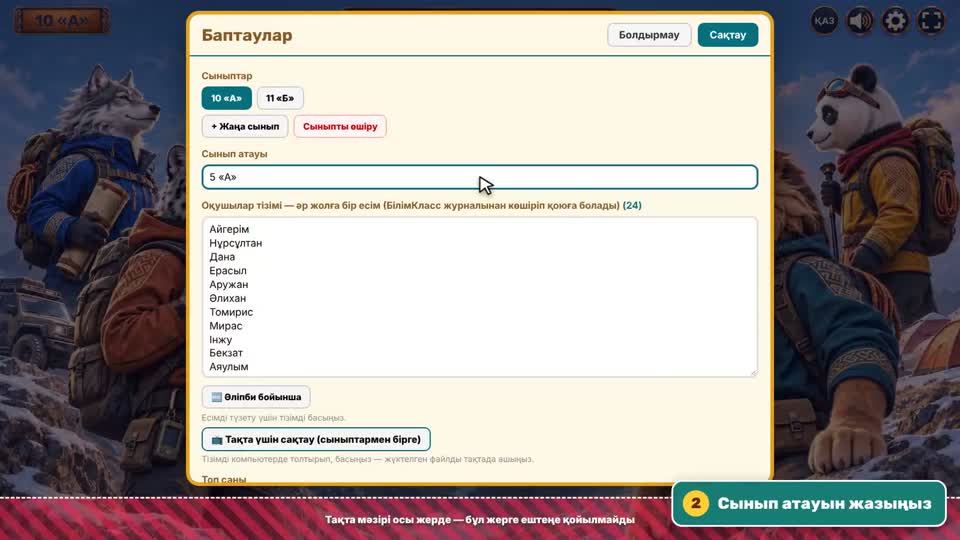 10 «А»
ҚАЗ
Баптаулар
Болдырмау
Сақтау
Сыныптар
10 «А»
11 «Б»
+ Жаңа сынып
Сыныпты өшіру
Сынып атауы
5 «А»
Оқушылар тізімі — әр жолға бір есім (БілімКласс журналынан көшіріп қоюға болады) (24)
Айгерім
Нұрсұлтан
Дана
Ерасыл
Аружан
Әлихан
Томирис
Мирас
Інжу
Бекзат
Аяулым
Әліпби бойынша
Есімді түзету үшін тізімді басыңыз.
Тақта үшін сақтау (сыныптармен бірге)
Тізімді компьютерде толтырып, басыңыз — жүктелген файлды тақтада ашыңыз.
Топ саны
2 Сынып атауын жазыңыз
Тақта мәзірі осы жерде — бұл жерге ештеңе қойылмайды